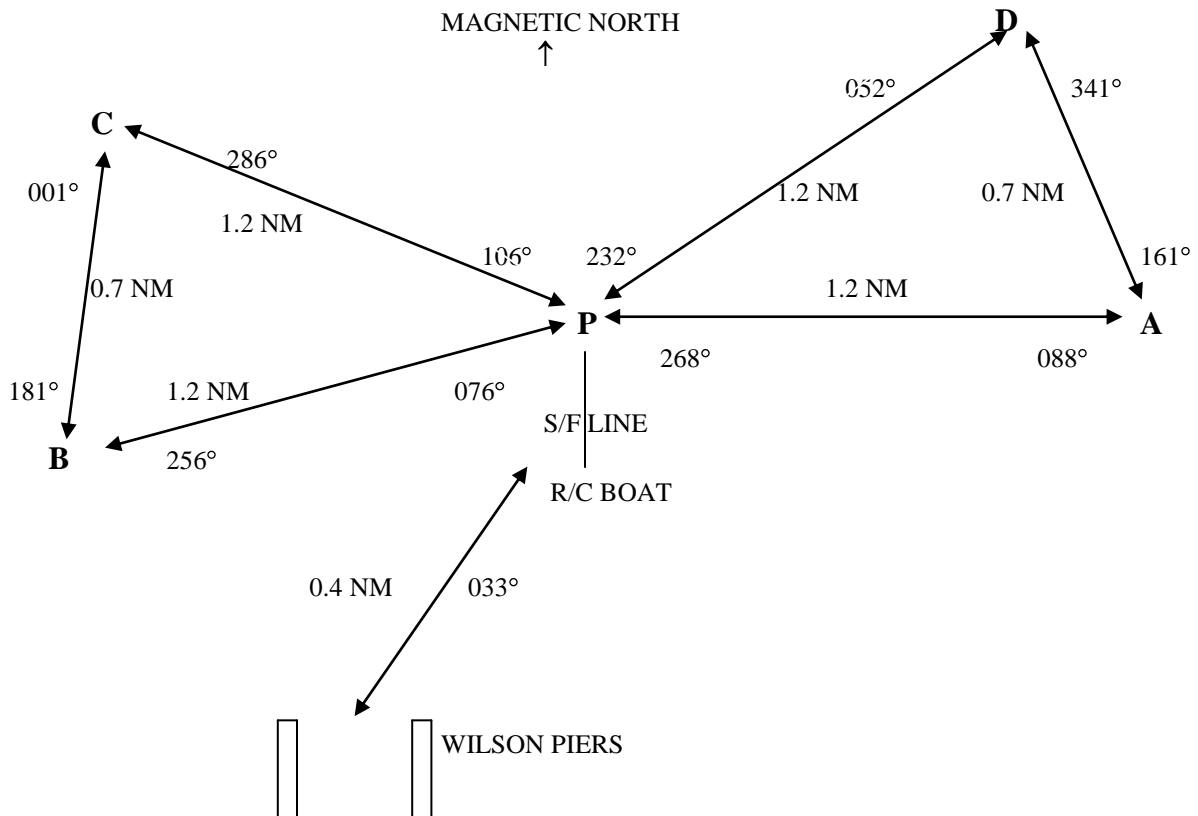 MAGNETIC NORTH
↑
D
052°
341°
C
286°
001°
1.2 NM
0.7 NM
1.2 NM
106°
232°
161°
0.7 NM
1.2 NM
P
A
268°
088°
181°
1.2 NM
076°
S/F LINE
B
256°
R/C BOAT
0.4 NM
033°
WILSON PIERS